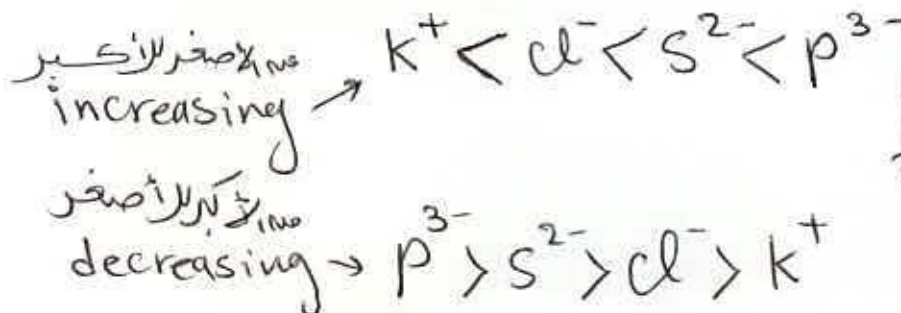 من الأصغر للأكبر
increasing → K⁺ < Cl⁻ < S²⁻ < P³⁻
من الأكبر للأصغر
decreasing → P³⁻ > S²⁻ > Cl⁻ > K⁺